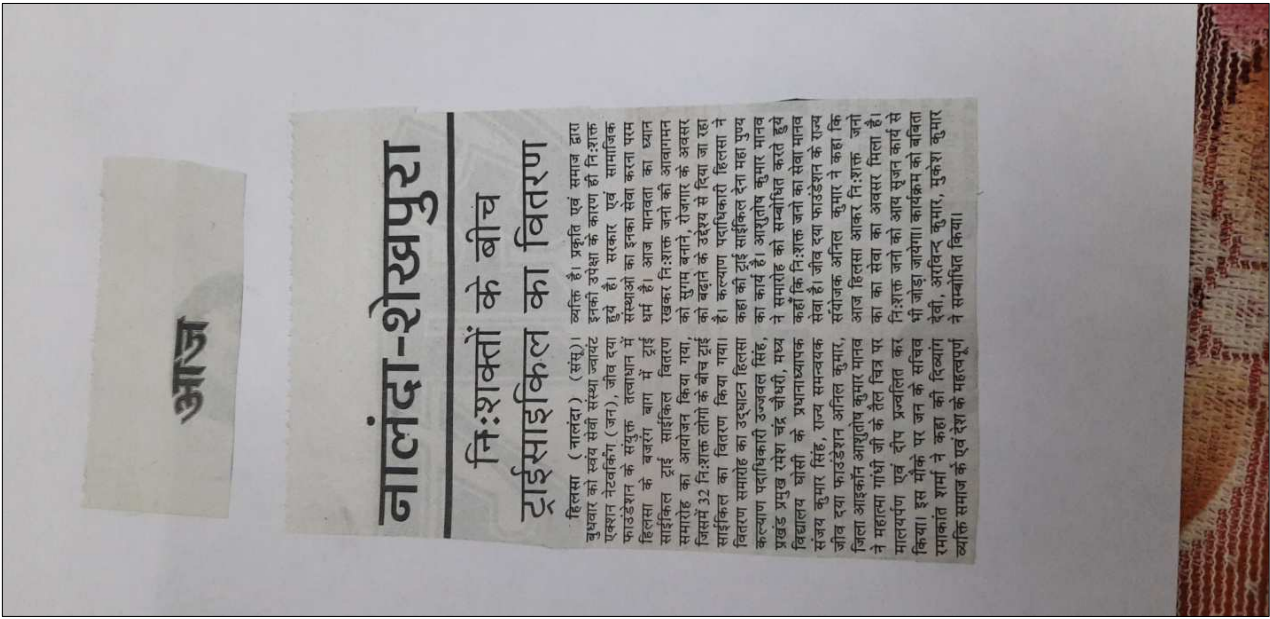 आज
नालंदा-शेखपुरा
नि:शक्तों के बीच
ट्राईसाइकिल का वितरण
हिलसा (नालंदा) (संसू)।
बुधवार को स्वंय सेवी संस्था ज्वायंट
एक्शन नेटवर्किंग (जन), जीव दया
फाउंडेशन के संयुक्त तत्वाधान में
हिलसा के बजरंग बाग में ट्राई
साईकिल ट्राई साईकिल वितरण
समारोह का आयोजन किया गया,
जिसमें 32 नि:शक्त लोगो के बीच ट्राई
साईकिल का वितरण किया गया।
वितरण समारोह का उद्घाटन हिलसा
कल्याण पदाधिकारी उज्जवल सिंह,
प्रखंड प्रमुख रमेश चंद्र चौधरी, मध्य
विद्यालय घोसी के प्रधानाध्यापक
संजय कुमार सिंह, राज्य समन्वयक
जीव दया फाउंडेशन अनिल कुमार,
जिला आइकॉन आशुतोष कुमार मानव
ने महात्मा गांधी जी के तैल चित्र पर
मालयर्पण एवं दीप प्रज्वलित कर
किया। इस मौके पर जन के सचिव
रमाकांत शर्मा ने कहा की दिव्यांग
व्यक्ति समाज के एवं देश के महत्वपूर्ण
व्यक्ति है। प्रकृति एवं समाज द्वारा
इनकी उपेक्षा के कारण ही नि:शक्त
हुये है। सरकार एवं सामाजिक
संस्थाओ का इनका सेवा करना परम
धर्म है। आज मानवता का ध्यान
रखकर नि:शक्त जनो की आवागमन
को सुगम बनाने, रोजगार के अवसर
को बढ़ाने के उद्देश्य से दिया जा रहा
है। कल्याण पदाधिकारी हिलसा ने
कहा की ट्राई साईकिल देना महा पुण्य
का कार्य है। आशुतोष कुमार मानव
ने समारोह को सम्बोधित करते हुये
कहाँ कि नि:शक्त जनो का सेवा मानव
सेवा है। जीव दया फाउंडेशन के राज्य
संयोजक अनिल कुमार ने कहा कि
आज हिलसा आकर नि:शक्त जनो
का का सेवा का अवसर मिला है।
नि:शक्त जनो को आय सृजन कार्य से
भी जोड़ा जायेगा। कार्यक्रम को बबिता
देवी, अरविन्द कुमार, मुकेश कुमार
ने सम्बोधित किया।